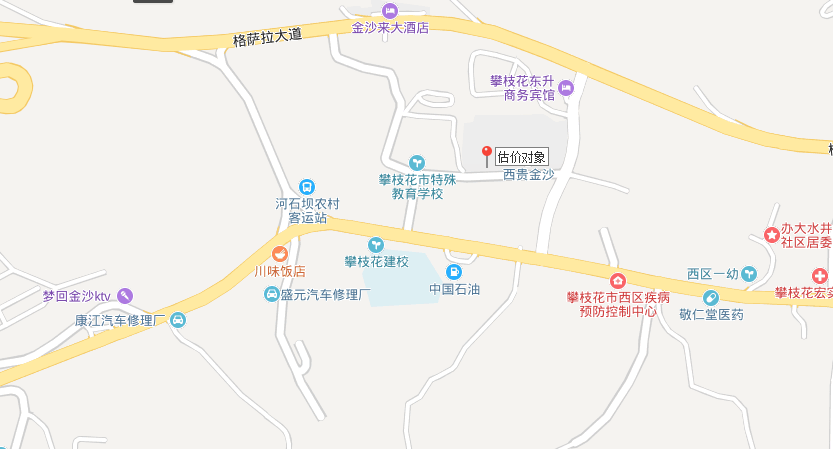 金沙来大酒店
格萨拉大道
攀枝花东升
商务宾馆
估价对象
西贵金沙
攀枝花市特殊
教育学校
河石坝农村
客运站
办大水井
社区居委
攀枝花建校
川味饭店
中国石油
西区一幼
盛元汽车修理厂
梦回金沙ktv
康江汽车修理厂
攀枝花市西区疾病
预防控制中心
敬仁堂医药
攀枝花宏实